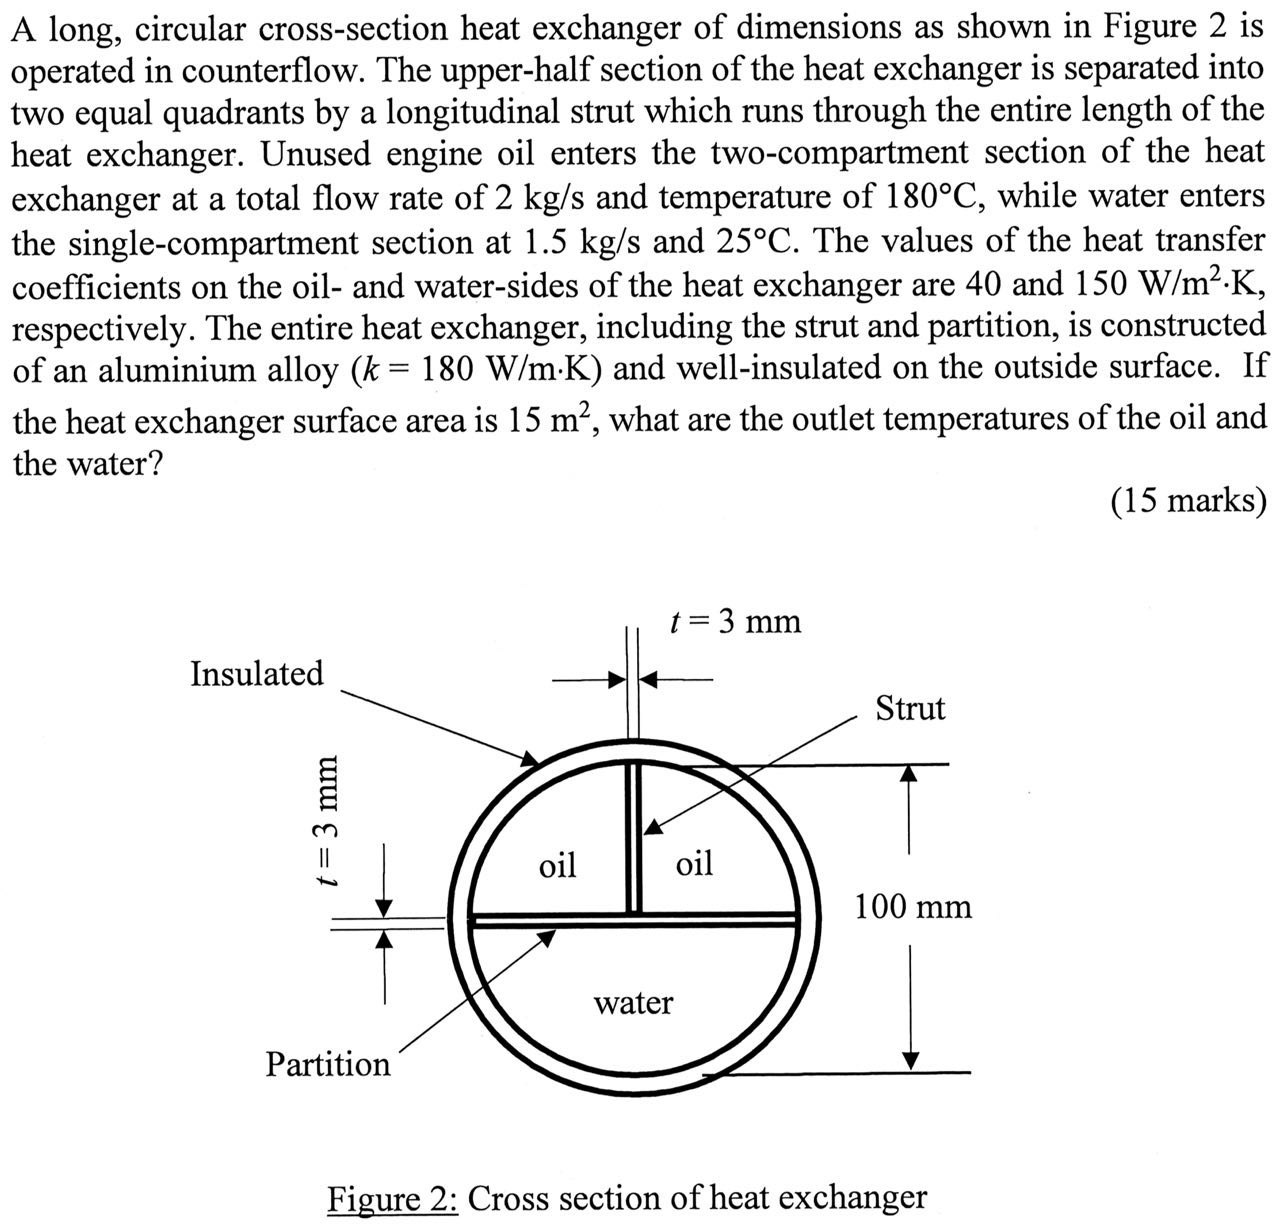 A long, circular cross-section heat exchanger of dimensions as shown in Figure 2 is
operated in counterflow. The upper-half section of the heat exchanger is separated into
two equal quadrants by a longitudinal strut which runs through the entire length of the
heat exchanger. Unused engine oil enters the two-compartment section of the heat
exchanger at a total flow rate of 2 kg/s and temperature of 180°C, while water enters
the single-compartment section at 1.5 kg/s and 25°C. The values of the heat transfer
coefficients on the oil- and water-sides of the heat exchanger are 40 and 150 W/m²·K,
respectively. The entire heat exchanger, including the strut and partition, is constructed
of an aluminium alloy (k = 180 W/m·K) and well-insulated on the outside surface. If
the heat exchanger surface area is 15 m², what are the outlet temperatures of the oil and
the water?
(15 marks)
t = 3 mm
Insulated
Strut
t = 3 mm
oil
oil
100 mm
water
Partition
Figure 2: Cross section of heat exchanger